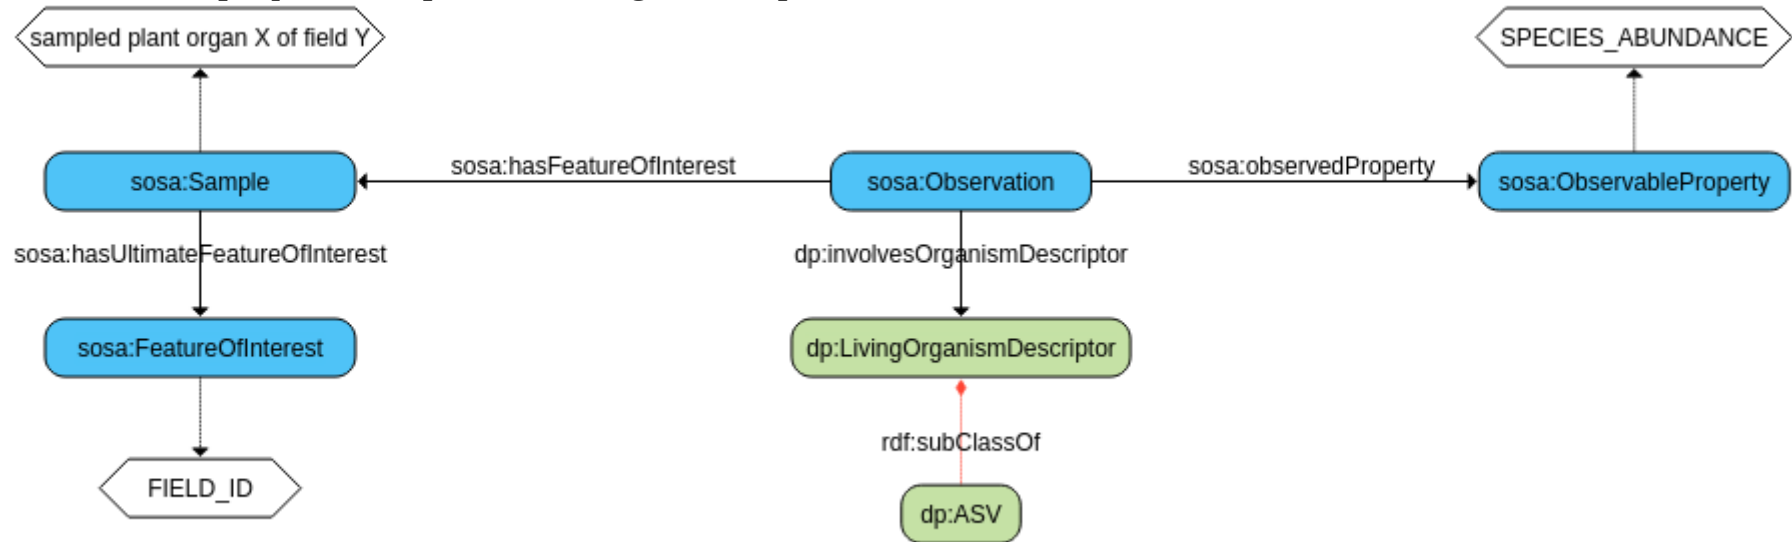 sampled plant organ X of field Y
SPECIES_ABUNDANCE
sosa:hasFeatureOfInterest
sosa:observedProperty
sosa:Sample
sosa:Observation
sosa:ObservableProperty
sosa:hasUltimateFeatureOfInterest
dp:involvesOrganismDescriptor
sosa:FeatureOfInterest
dp:LivingOrganismDescriptor
rdf:subClassOf
FIELD_ID
dp:ASV